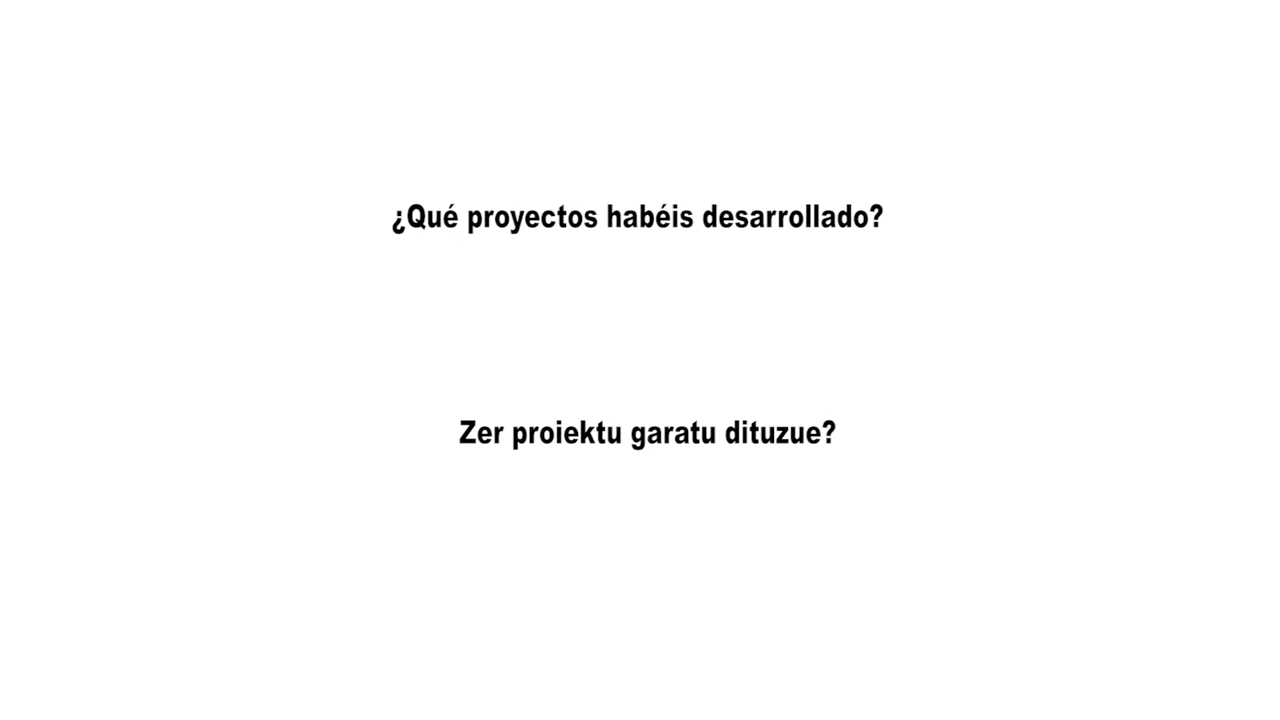 ¿Qué proyectos habéis desarrollado?
Zer proiektu garatu dituzue?